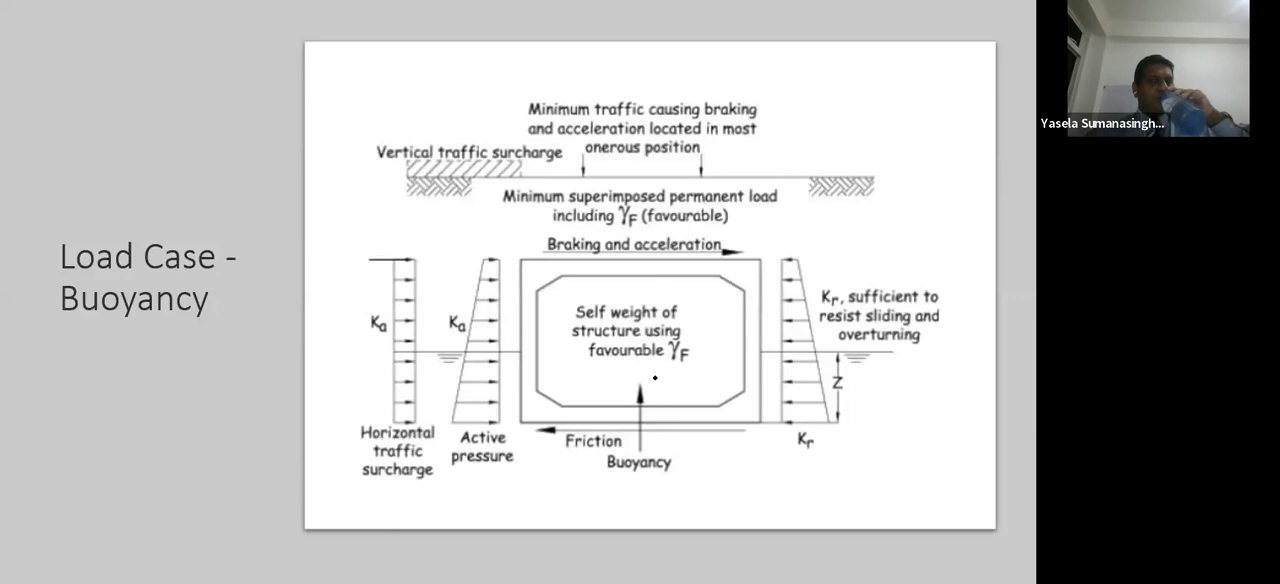 Load Case -
Buoyancy
Minimum traffic causing braking
and acceleration located in most
onerous position
Vertical traffic surcharge
Minimum superimposed permanent load
including γF (favourable)
Braking and acceleration
Ka
Ka
Self weight of
structure using
favourable γF
Kr, sufficient to
resist sliding and
overturning
Z
Horizontal
traffic
surcharge
Active
pressure
Friction
Buoyancy
Kr
Yasela Sumanasingh...